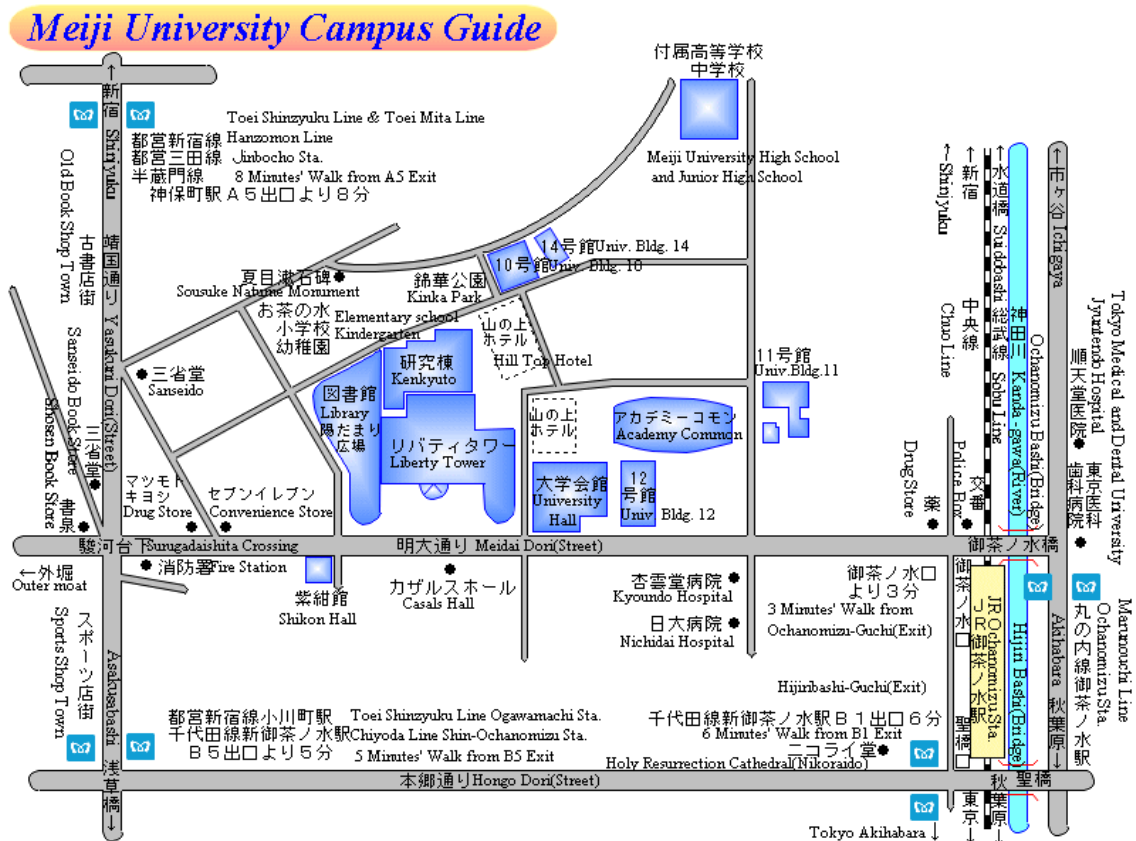 Meiji University Campus Guide
付属高等学校
中学校
Meiji University High School
and Junior High School
←新宿 Shinjyuku
Toei Shinzyuku Line & Toei Mita Line
都営新宿線 Hanzomon Line
都営三田線 Jinbocho Sta.
半蔵門線 8 Minutes' Walk from A5 Exit
神保町駅A5出口より8分
Old Book Shop Town
古書店街
靖国通り Yasukuni Dori(Street)
夏目漱石碑
Sousuke Natume Monument
錦華公園
Kinka Park
14号館Univ. Bldg. 14
10号館Univ. Bldg. 10
お茶の水
小学校
幼稚園
Elementary school
Kindergarten
山の上
ホテル
Hill Top Hotel
三省堂
Sanseido
Sanseido Book Store
三省堂
Shosen Book Store
書泉
研究棟
Kenkyuto
図書館
Library
陽だまり
広場
リバティタワー
Liberty Tower
山の上
ホテル
アカデミーコモン
Academy Common
11号館
Univ.Bldg.11
大学会館
University
Hall
12
号館
Univ Bldg. 12
マツモト
キヨシ
Drug Store
セブンイレブン
Convenience Store
Drug Store
薬
Police Box
交番
←Shinjyuku
←新宿
中央線
Chuo Line
←水道橋 Suidobashi 総武線 Sobu Line
神田三 Kanda-gawa(River)
Ochanomizu Bashi(Bridge)
←市ヶ谷 Ichigaya
Tokyo Medical and Dental University
Jyuntendo Hospital
順天堂医院
東京医科
歯科病院
駿河台下Surugadaishita Crossing
明大通り Meidai Dori(Street)
御茶ノ水橋
←外堀
Outer moat
消防署Fire Station
紫紺館
Shikon Hall
カザルスホール
Casals Hall
杏雲堂病院
Kyoundo Hospital
日大病院
Nichidai Hospital
御茶ノ水口
より3分
3 Minutes' Walk from
Ochanomizu-Guchi(Exit)
御茶ノ水口
JR Ochanomizu Sta.
JR御茶ノ水駅
Hijiri Bashi(Bridge)
Akihabara 秋葉原→
Marunouchi Line
Ochanomizu Sta.
丸の内線御茶ノ水駅
スポーツ店街
Sports Shop Town
Asakusabashi 浅草橋→
都営新宿線小川町駅 Toei Shinzyuku Line Ogawamachi Sta.
千代田線新御茶ノ水駅Chiyoda Line Shin-Ochanomizu Sta.
B5出口より5分 5 Minutes' Walk from B5 Exit
Hijiribashi-Guchi(Exit)
聖橋口
千代田線新御茶ノ水駅B1出口6分
6 Minutes' Walk from B1 Exit
ニコライ堂
Holy Resurrection Cathedral(Nikoraido)
本郷通りHongo Dori(Street)
聖橋
東京→
秋葉原→
Tokyo Akihabara ↓